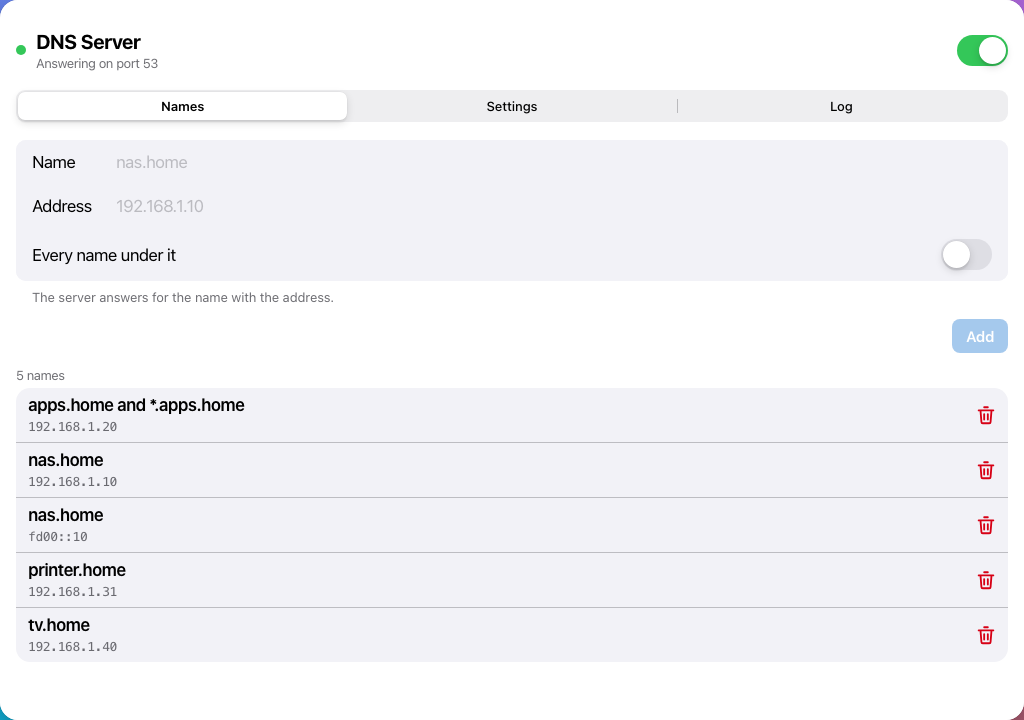 DNS Server
Answering on port 53
Names
Settings
Log
Name
nas.home
Address
192.168.1.10
Every name under it
The server answers for the name with the address.
Add
5 names
apps.home and *.apps.home
192.168.1.20
nas.home
192.168.1.10
nas.home
fd00::10
printer.home
192.168.1.31
tv.home
192.168.1.40